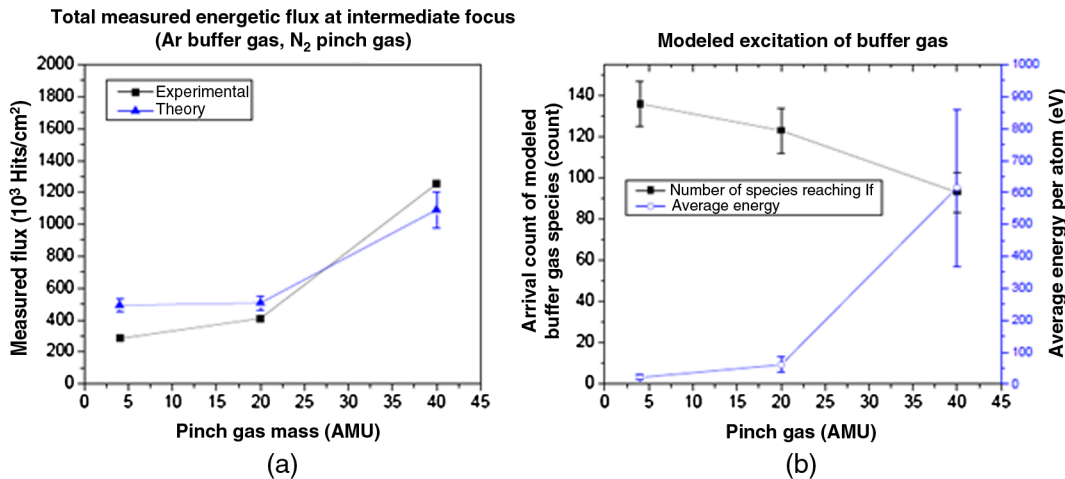 Total measured energetic flux at intermediate focus
(Ar buffer gas, N₂ pinch gas)
2000
1800
1600
1400
1200
1000
800
600
400
200
0
Measured flux (10³ Hits/cm²)
Experimental
Theory
0 5 10 15 20 25 30 35 40 45
Pinch gas mass (AMU)
(a)
Modeled excitation of buffer gas
140
120
100
80
60
40
20
0
Arrival count of modeled
buffer gas species (count)
Number of species reaching If
Average energy
1000
900
800
700
600
500
400
300
200
100
0
Average energy per atom (eV)
0 5 10 15 20 25 30 35 40 45
Pinch gas (AMU)
(b)